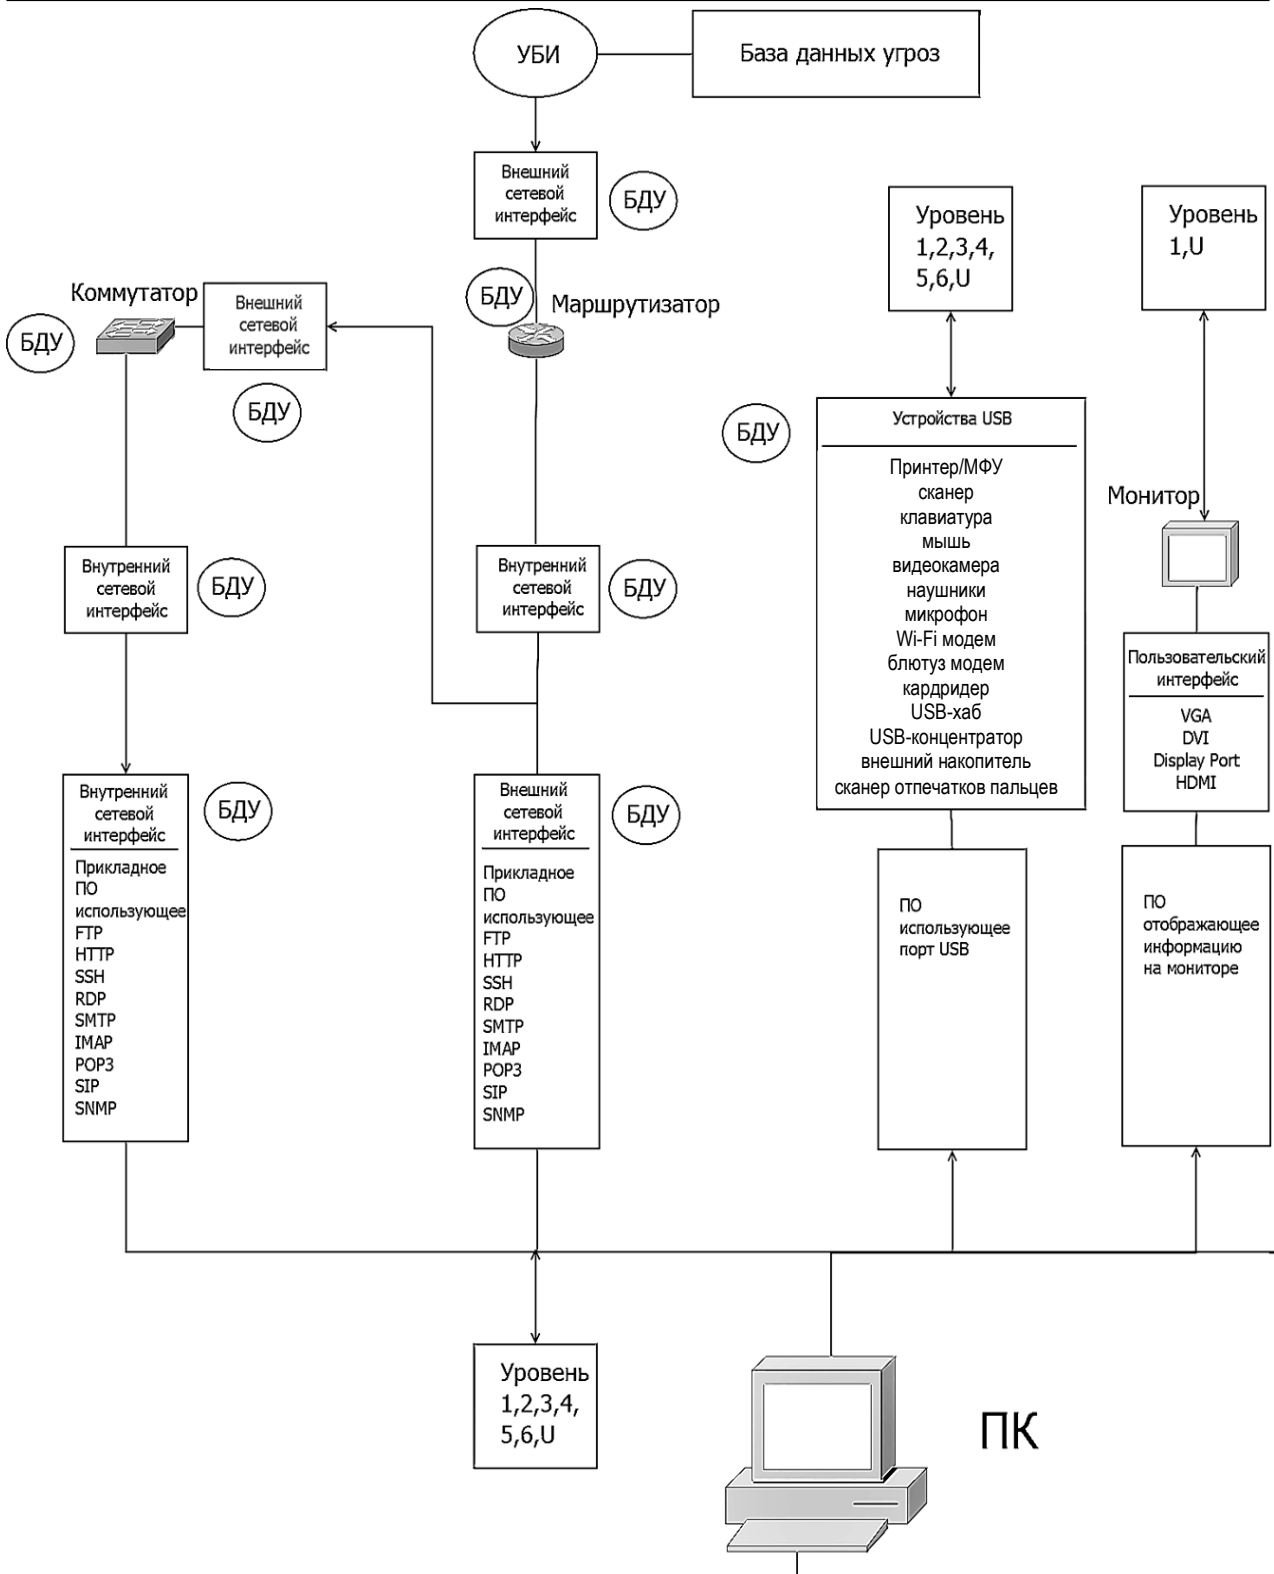 УБИ
База данных угроз
Внешний
сетевой
интерфейс
БДУ
Уровень
1,2,3,4,
5,6,U
Уровень
1,U
Коммутатор
Внешний
сетевой
интерфейс
БДУ
Маршрутизатор
БДУ
БДУ
Устройства USB
Принтер/МФУ
сканер
клавиатура
мышь
видеокамера
наушники
микрофон
Wi-Fi модем
блютуз модем
кардридер
USB-хаб
USB-концентратор
внешний накопитель
сканер отпечатков пальцев
БДУ
Монитор
Внутренний
сетевой
интерфейс
БДУ
Внутренний
сетевой
интерфейс
БДУ
Пользовательский
интерфейс
VGA
DVI
Display Port
HDMI
Внутренний
сетевой
интерфейс
Прикладное
ПО
использующее
FTP
HTTP
SSH
RDP
SMTP
IMAP
POP3
SIP
SNMP
БДУ
Внешний
сетевой
интерфейс
Прикладное
ПО
использующее
FTP
HTTP
SSH
RDP
SMTP
IMAP
POP3
SIP
SNMP
БДУ
ПО
использующее
порт USB
ПО
отображающее
информацию
на мониторе
Уровень
1,2,3,4,
5,6,U
ПК